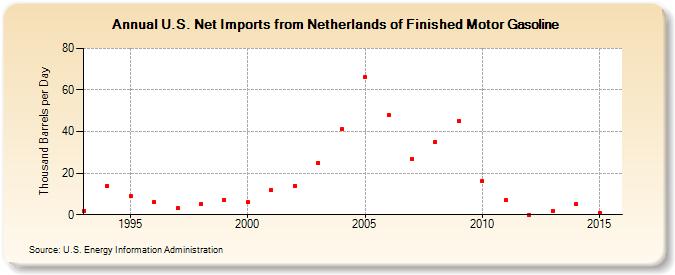 Annual U.S. Net Imports from Netherlands of Finished Motor Gasoline
Thousand Barrels per Day
80
60
40
20
0
1995 2000 2005 2010 2015
Source: U.S. Energy Information Administration